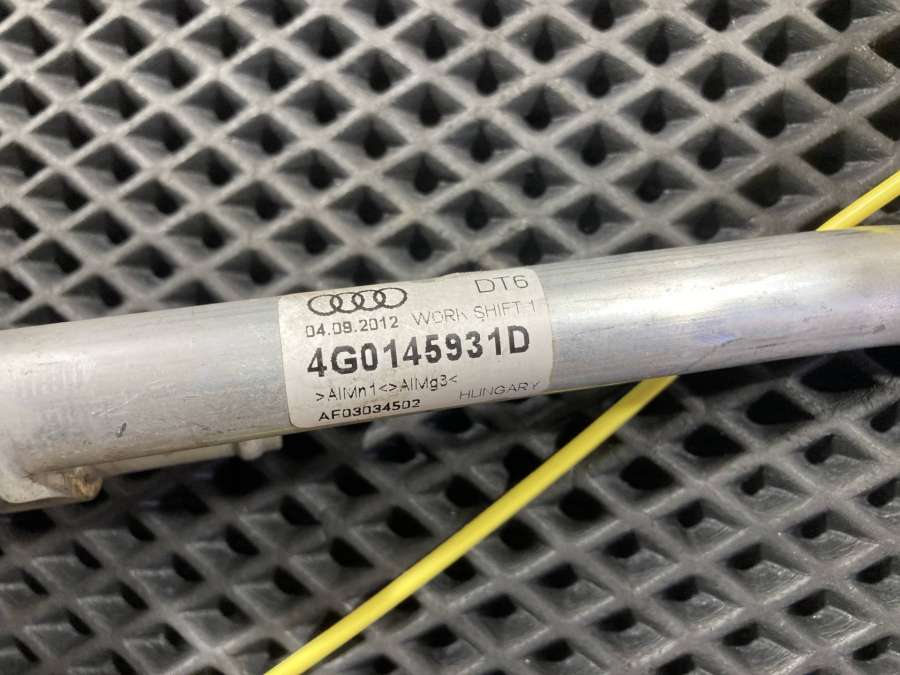 DT6
04.09.2012 WORK SHIFT 1
4G0145931D
>AlMn1<>AlMg3<
AF03034502 HUNGARY